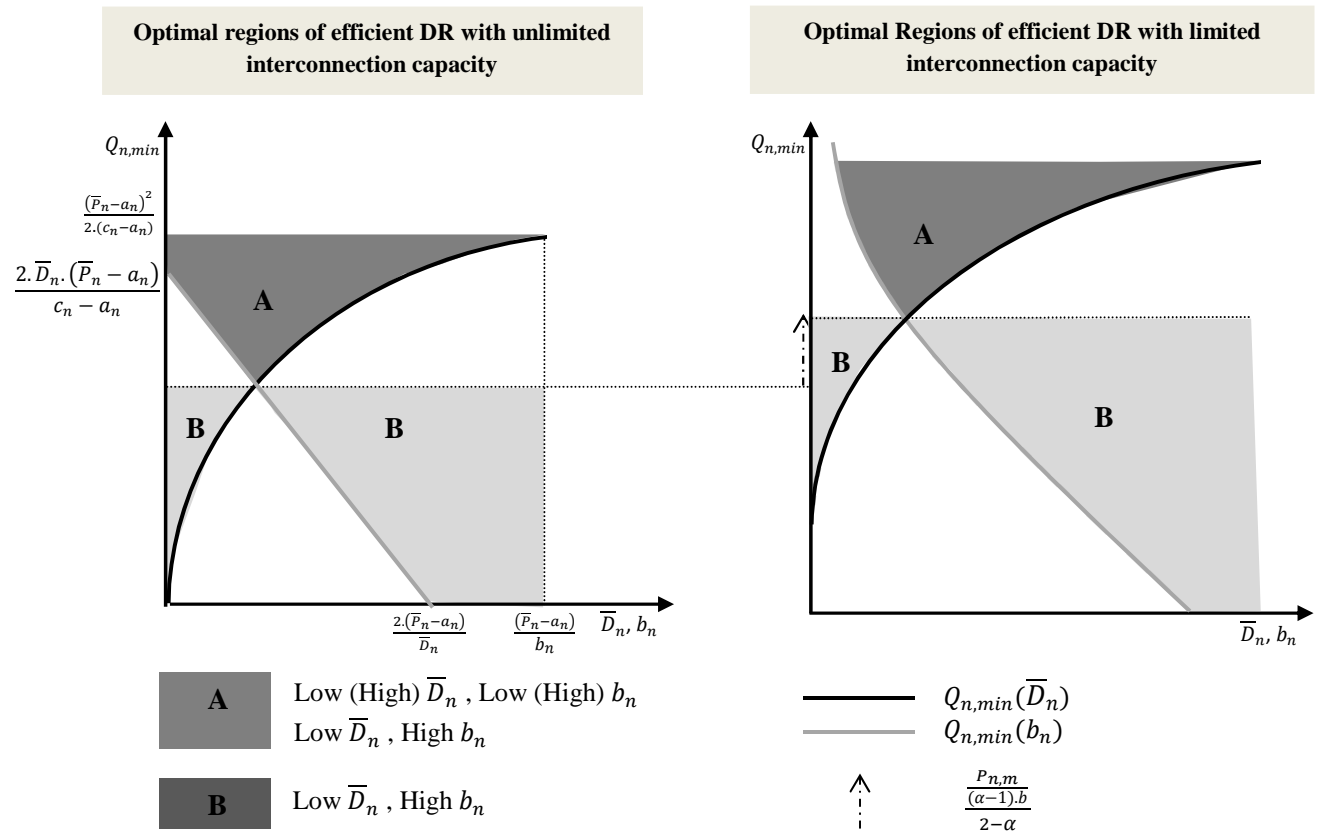 Optimal regions of efficient DR with unlimited
interconnection capacity
Optimal Regions of efficient DR with limited
interconnection capacity
Q_{n,min}
(P̅_n−a_n)^2 / 2.(c_n−a_n)
2.D̅_n.(P̅_n − a_n) / c_n − a_n
A
B
B
2.(P̅_n−a_n) / D̅_n
(P̅_n−a_n) / b_n
D̅_n, b_n
Q_{n,min}
A
B
B
D̅_n, b_n
A
Low (High) D̅_n , Low (High) b_n
Low D̅_n , High b_n
B
Low D̅_n , High b_n
Q_{n,min}(D̅_n)
Q_{n,min}(b_n)
P_{n,m}
(α−1).b
2−α